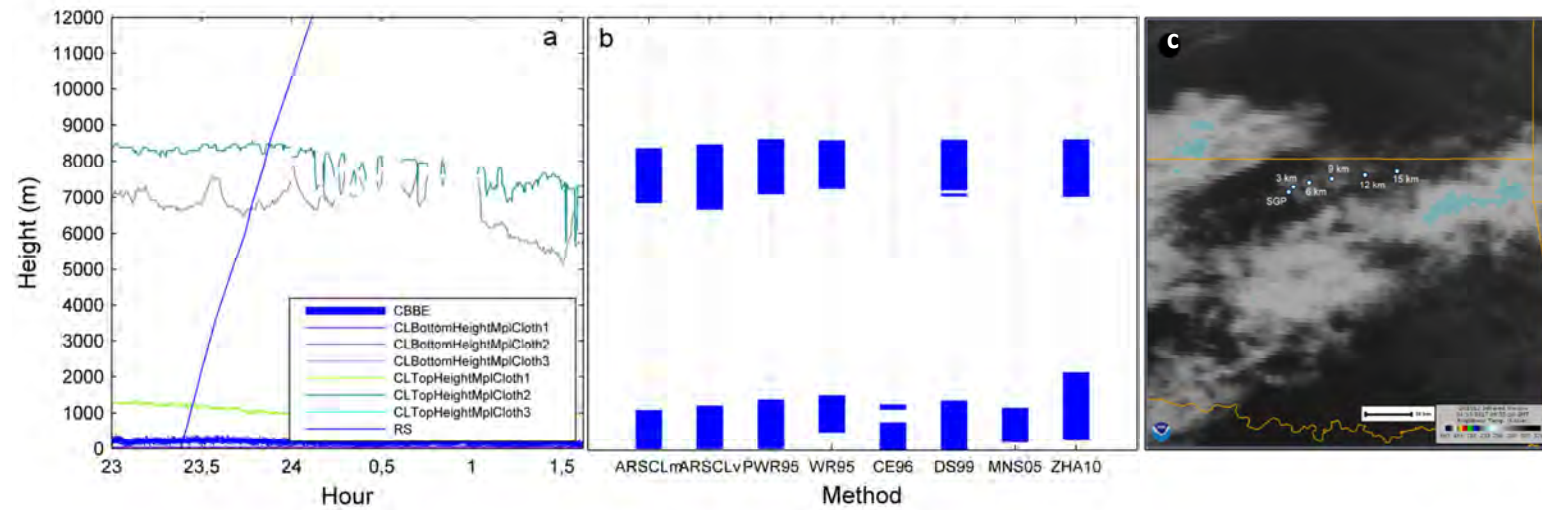 12000
11000
10000
9000
8000
7000
6000
5000
4000
3000
2000
1000
0
Height (m)
a
CBBE
CLBottomHeightMplCloth1
CLBottomHeightMplCloth2
CLBottomHeightMplCloth3
CLTopHeightMplCloth1
CLTopHeightMplCloth2
CLTopHeightMplCloth3
RS
23 23,5 24 0,5 1 1,5
Hour
b
ARSCLm ARSCLv PWR95 WR95 CE96 DS99 MNS05 ZHA10
Method
c
3 km
6 km
9 km
12 km
15 km
SGP